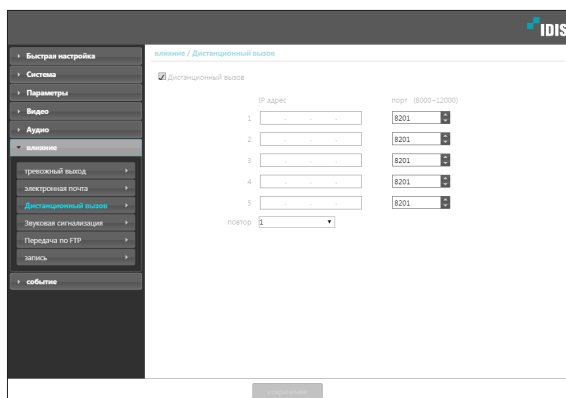 IDIS
Быстрая настройка
Система
Параметры
Видео
Аудио
влияние
тревожный выход
электронная почта
Дистанционный вызов
Звуковая сигнализация
Передача по FTP
запись
событие
влияние / Дистанционный вызов
Дистанционный вызов
IP адрес порт (8000~12000)
1 . . . 8201
2 . . . 8201
3 . . . 8201
4 . . . 8201
5 . . . 8201
повтор 1